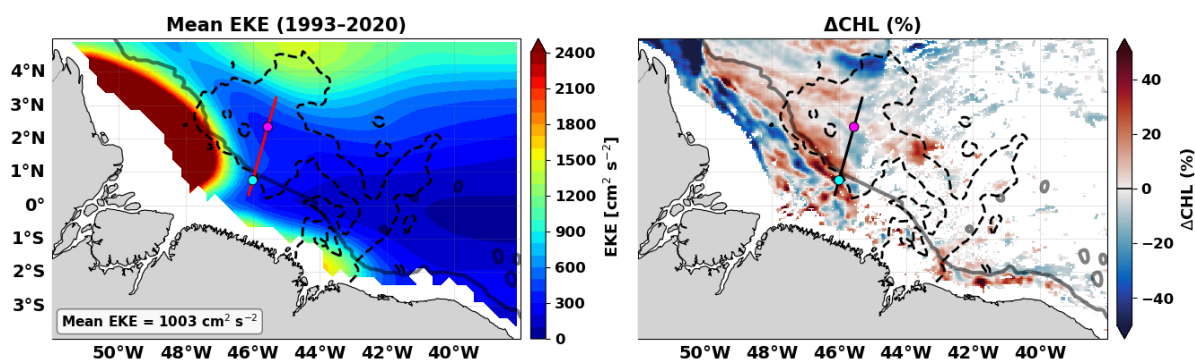 Mean EKE (1993–2020)
4°N
3°N
2°N
1°N
0°
1°S
2°S
3°S
50°W 48°W 46°W 44°W 42°W 40°W
Mean EKE = 1003 cm² s⁻²
2400
2100
1800
1500
1200
900
600
300
0
EKE [cm² s⁻²]
ΔCHL (%)
50°W 48°W 46°W 44°W 42°W 40°W
40
20
0
−20
−40
ΔCHL (%)